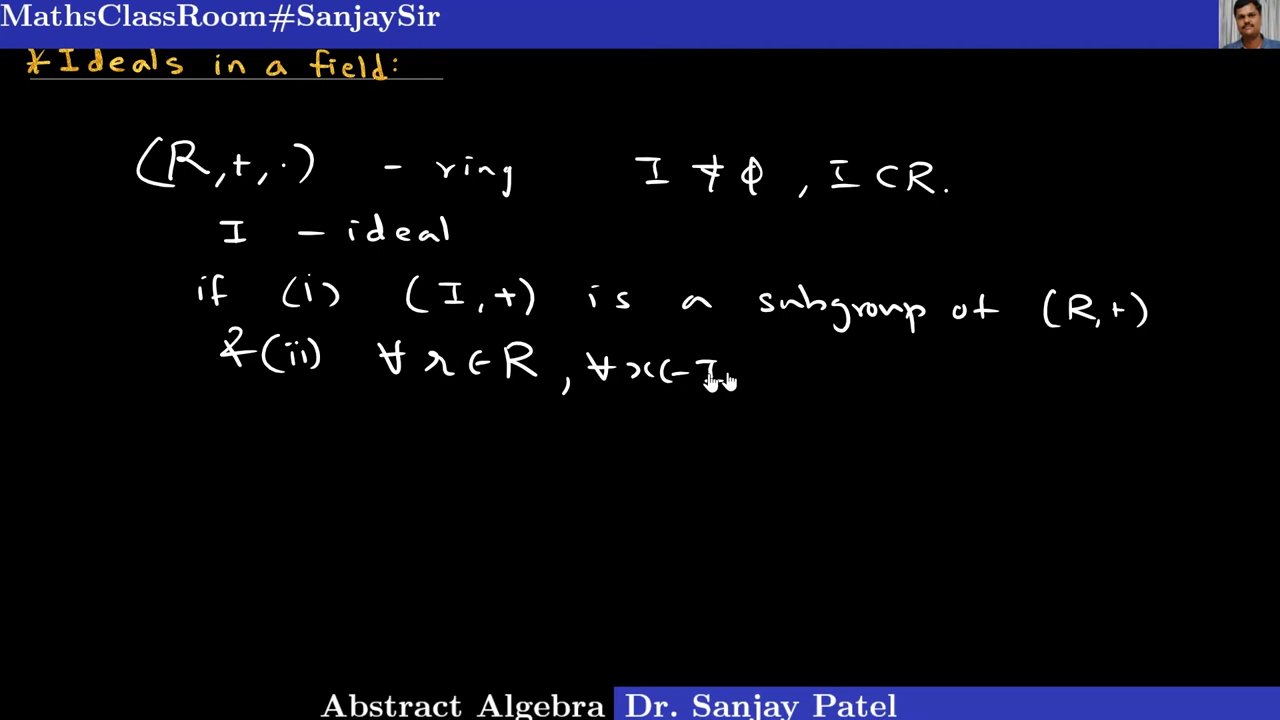 MathsClassRoom#SanjaySir
*Ideals in a field:
(R,+,·) - ring I ≠ ϕ , I ⊂ R.
I - ideal
if (i) (I,+) is a subgroup of (R,+)
&(ii) ∀ r ∈ R, ∀ x ∈ I
Abstract Algebra Dr. Sanjay Patel